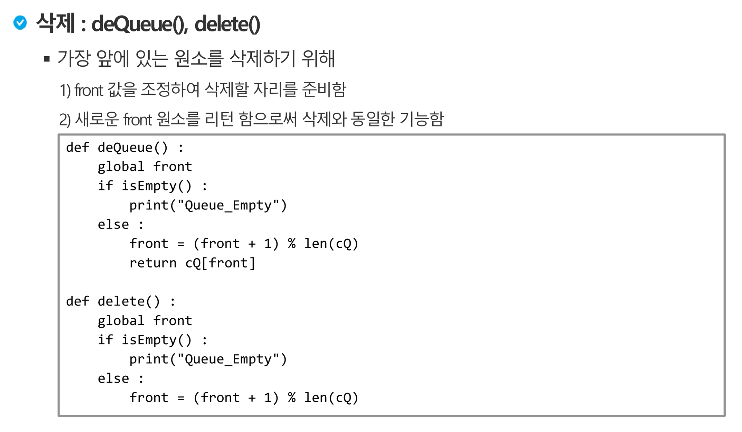 삭제 : deQueue(), delete()
▪ 가장 앞에 있는 원소를 삭제하기 위해
1) front 값을 조정하여 삭제할 자리를 준비함
2) 새로운 front 원소를 리턴 함으로써 삭제와 동일한 기능함
def deQueue() :
    global front
    if isEmpty() :
        print("Queue_Empty")
    else :
        front = (front + 1) % len(cQ)
        return cQ[front]

def delete() :
    global front
    if isEmpty() :
        print("Queue_Empty")
    else :
        front = (front + 1) % len(cQ)